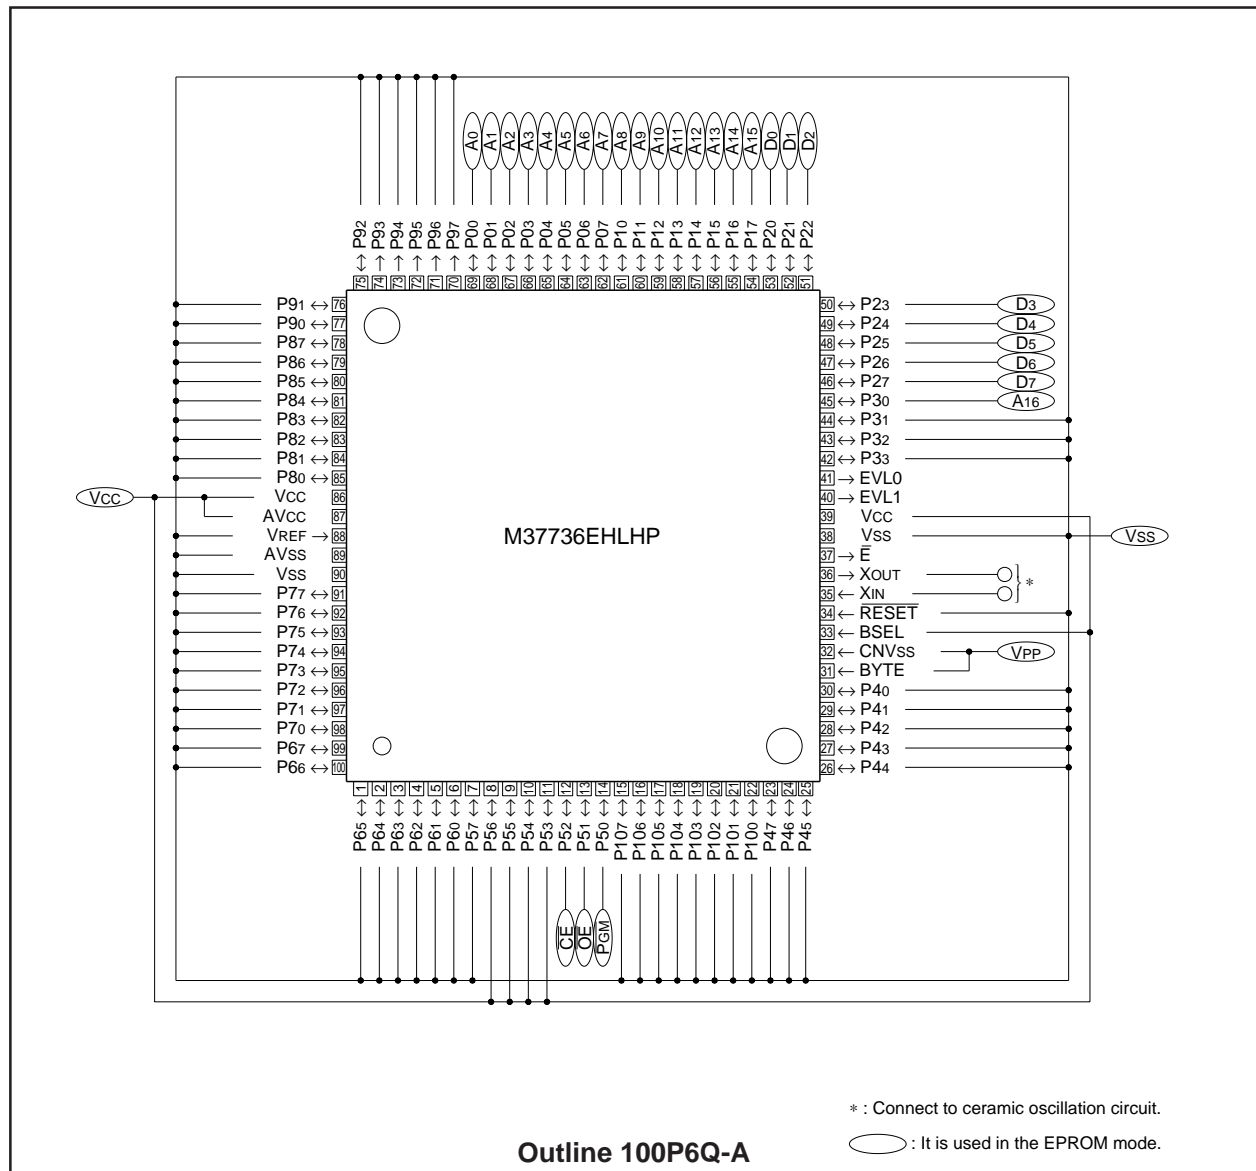 A0 A1 A2 A3 A4 A5 A6 A7 A8 A9 A10 A11 A12 A13 A14 A15 D0 D1 D2
P92 P93 P94 P95 P96 P97 P00 P01 P02 P03 P04 P05 P06 P07 P10 P11 P12 P13 P14 P15 P16 P17 P20 P21 P22
↔ → → → → → ↔ ↔ ↔ ↔ ↔ ↔ ↔ ↔ ↔ ↔ ↔ ↔ ↔ ↔ ↔ ↔ ↔ ↔ ↔
75 74 73 72 71 70 69 68 67 66 65 64 63 62 61 60 59 58 57 56 55 54 53 52 51
P91 ↔ 76 50 ↔ P23 D3
P90 ↔ 77 49 ↔ P24 D4
P87 ↔ 78 48 ↔ P25 D5
P86 ↔ 79 47 ↔ P26 D6
P85 ↔ 80 46 ↔ P27 D7
P84 ↔ 81 45 ↔ P30 A16
P83 ↔ 82 44 ↔ P31
P82 ↔ 83 43 ↔ P32
P81 ↔ 84 42 ↔ P33
P80 ↔ 85 41 → EVL0
VCC VCC 86 40 → EVL1
AVCC 87 39 VCC
VREF → 88 M37736EHLHP 38 VSS VSS
AVSS 89 37 → E̅
VSS 90 36 → XOUT
P77 ↔ 91 35 ← XIN } *
P76 ↔ 92 34 ← R̅E̅S̅E̅T̅
P75 ↔ 93 33 ← BSEL
P74 ↔ 94 32 ← CNVSS VPP
P73 ↔ 95 31 ← BYTE
P72 ↔ 96 30 ↔ P40
P71 ↔ 97 29 ↔ P41
P70 ↔ 98 28 ↔ P42
P67 ↔ 99 27 ↔ P43
P66 ↔ 100 26 ↔ P44
1 2 3 4 5 6 7 8 9 10 11 12 13 14 15 16 17 18 19 20 21 22 23 24 25
↔ ↔ ↔ ↔ ↔ ↔ ↔ ↔ ↔ ↔ ↔ ↔ ↔ ↔ ↔ ↔ ↔ ↔ ↔ ↔ ↔ ↔ ↔ ↔ ↔
P65 P64 P63 P62 P61 P60 P57 P56 P55 P54 P53 P52 P51 P50 P107 P106 P105 P104 P103 P102 P101 P100 P47 P46 P45
C̅E̅ O̅E̅ P̅G̅M̅
* : Connect to ceramic oscillation circuit.
: It is used in the EPROM mode.
Outline 100P6Q-A